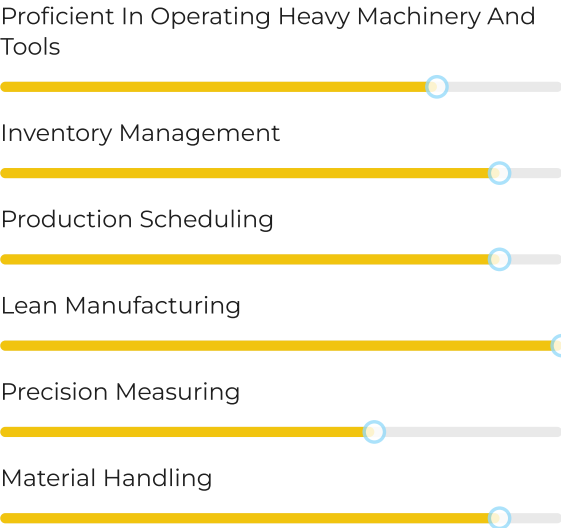 Proficient In Operating Heavy Machinery And
Tools
Inventory Management
Production Scheduling
Lean Manufacturing
Precision Measuring
Material Handling